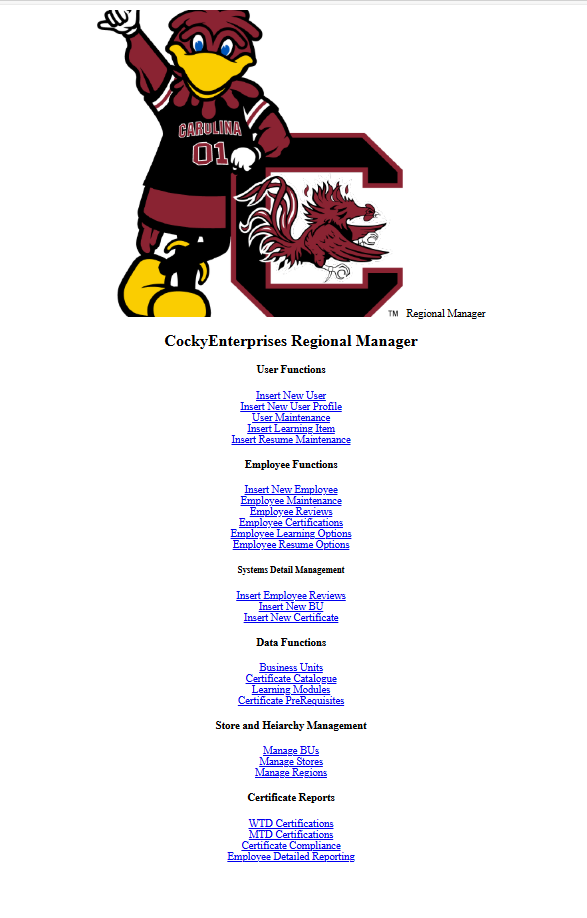 CAROLINA
01
™ Regional Manager
CockyEnterprises Regional Manager
User Functions
Insert New User
Insert New User Profile
User Maintenance
Insert Learning Item
Insert Resume Maintenance
Employee Functions
Insert New Employee
Employee Maintenance
Employee Reviews
Employee Certifications
Employee Learning Options
Employee Resume Options
Systems Detail Management
Insert Employee Reviews
Insert New BU
Insert New Certificate
Data Functions
Business Units
Certificate Catalogue
Learning Modules
Certificate PreRequisites
Store and Heiarchy Management
Manage BUs
Manage Stores
Manage Regions
Certificate Reports
WTD Certifications
MTD Certifications
Certificate Compliance
Employee Detailed Reporting